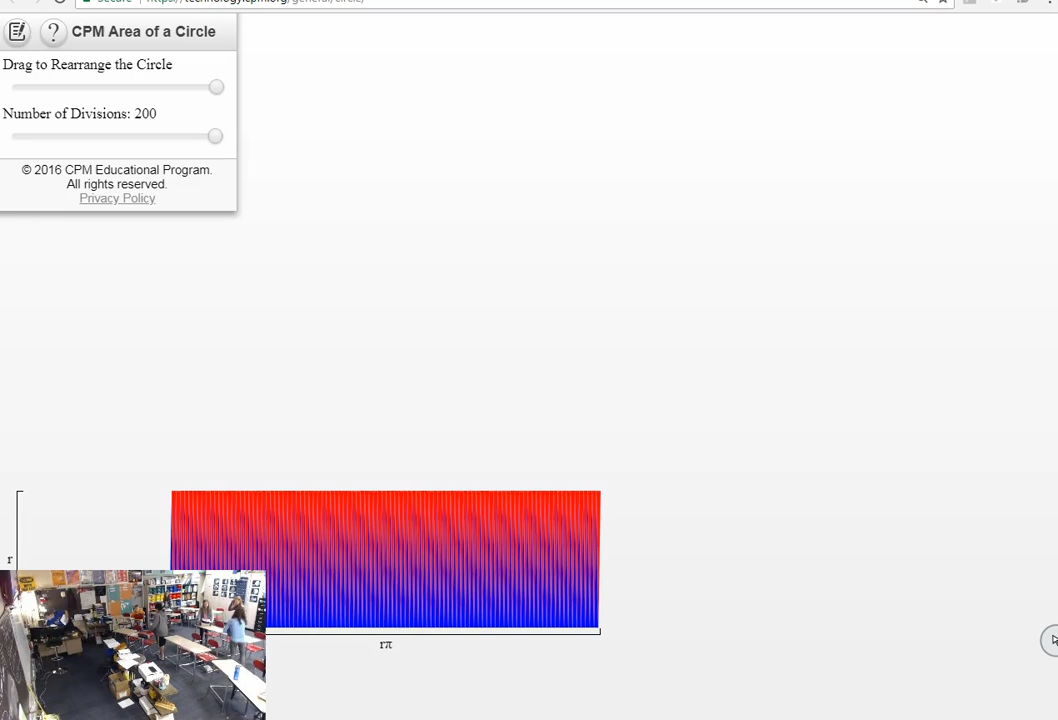 Secure
CPM Area of a Circle
Drag to Rearrange the Circle
Number of Divisions: 200
© 2016 CPM Educational Program.
All rights reserved.
Privacy Policy
r
rπ